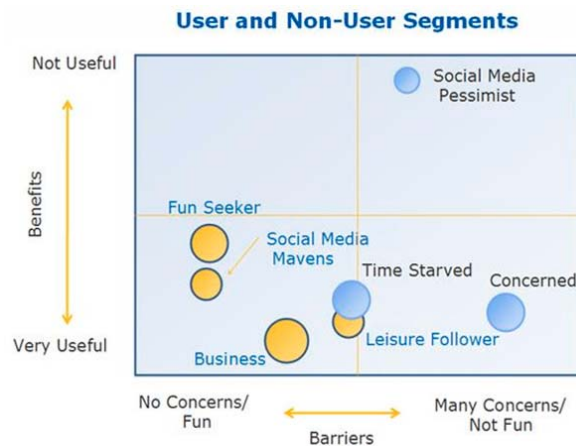 User and Non-User Segments
Not Useful
Social Media
Pessimist
Benefits
Fun Seeker
Social Media
Mavens
Time Starved
Concerned
Very Useful
Business
Leisure Follower
No Concerns/
Fun
Barriers
Many Concerns/
Not Fun